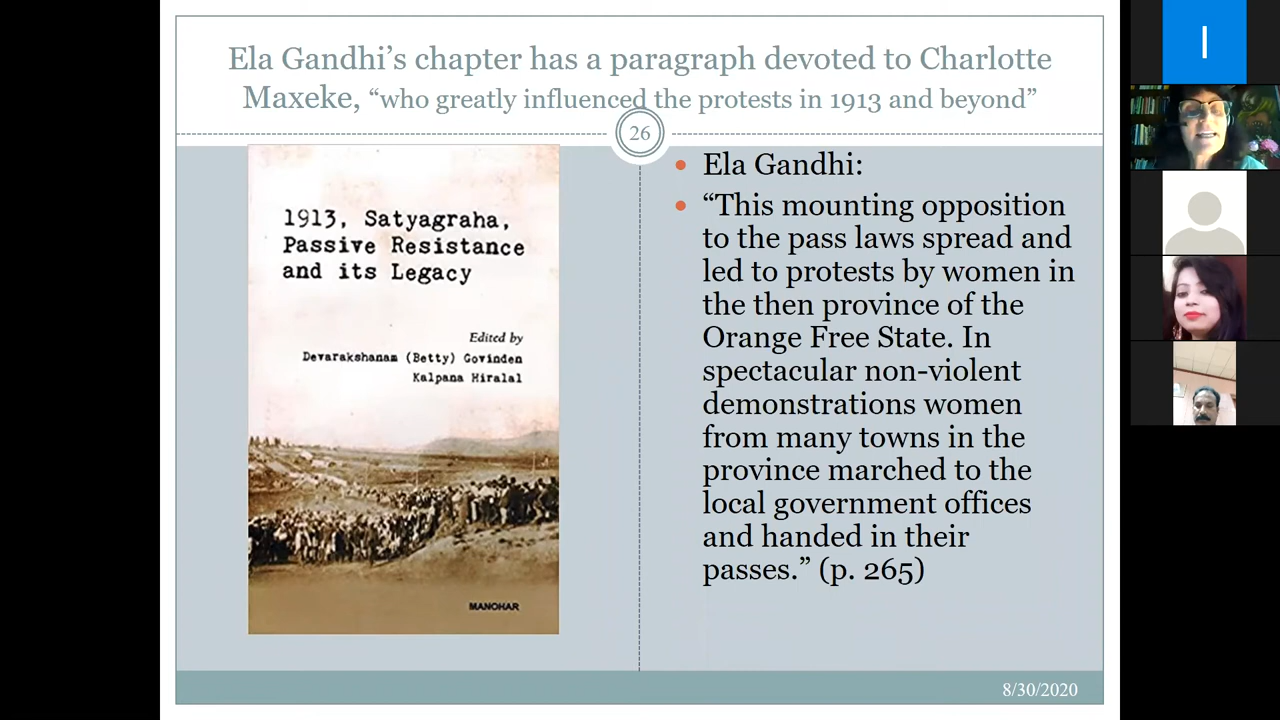 Ela Gandhi’s chapter has a paragraph devoted to Charlotte
Maxeke, “who greatly influenced the protests in 1913 and beyond”
26
1913, Satyagraha,
Passive Resistance
and its Legacy
Edited by
Devarakshanam (Betty) Govinden
Kalpana Hiralal
MANOHAR
Ela Gandhi:
“This mounting opposition
to the pass laws spread and
led to protests by women in
the then province of the
Orange Free State. In
spectacular non-violent
demonstrations women
from many towns in the
province marched to the
local government offices
and handed in their
passes.” (p. 265)
8/30/2020
I